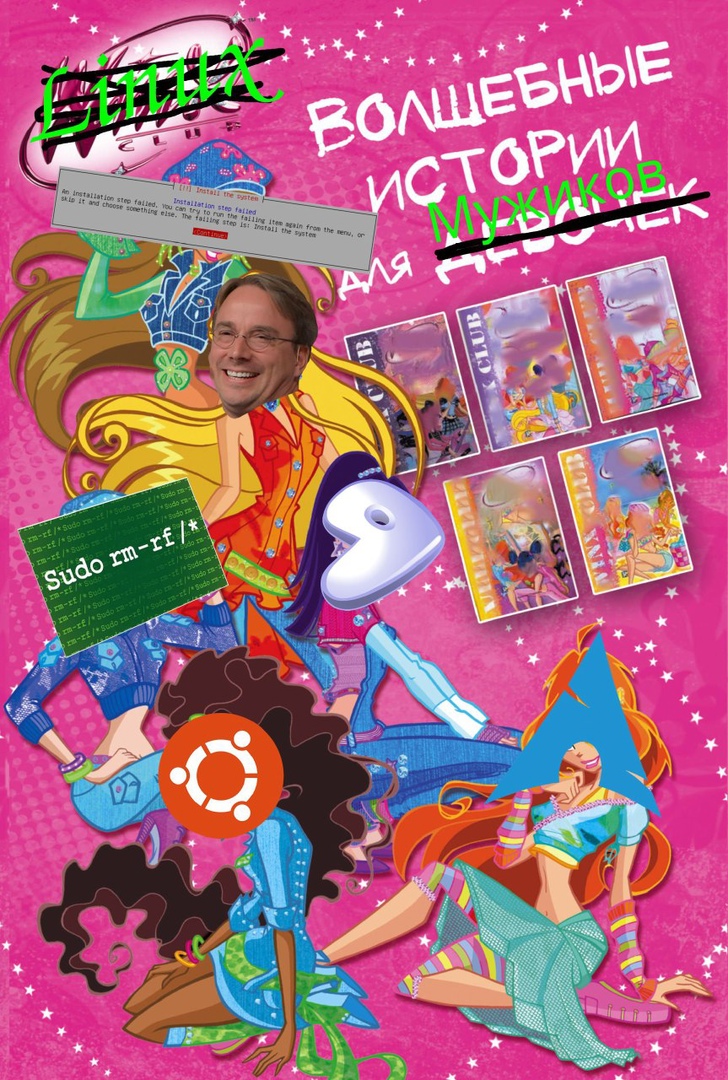 Linux
CLUB
ВОЛШЕБНЫЕ
ИСТОРИИ
Мужиков
для ДЕВОЧЕК
[!!] Install the system
Installation step failed
An installation step failed. You can try to run the failing item again from the menu, or
skip it and choose something else. The failing step is: Install the system
<Continue>
CLUB
CLUB
Sudo rm-rf /*